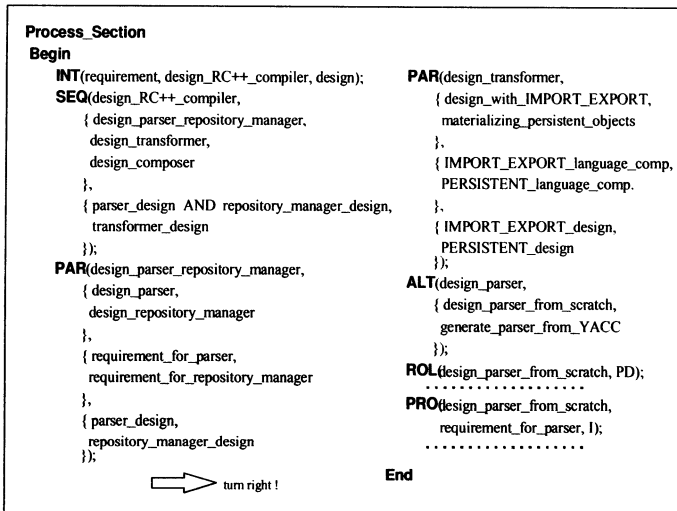 Process_Section
Begin
INT(requirement, design_RC++_compiler, design);
SEQ(design_RC++_compiler,
{ design_parser_repository_manager,
design_transformer,
design_composer
},
{ parser_design AND repository_manager_design,
transformer_design
});
PAR(design_parser_repository_manager,
{ design_parser,
design_repository_manager
},
{ requirement_for_parser,
requirement_for_repository_manager
},
{ parser_design,
repository_manager_design
});
turn right !
PAR(design_transformer,
{ design_with_IMPORT_EXPORT,
materializing_persistent_objects
},
{ IMPORT_EXPORT_language_comp,
PERSISTENT_language_comp.
},
{ IMPORT_EXPORT_design,
PERSISTENT_design
});
ALT(design_parser,
{ design_parser_from_scratch,
generate_parser_from_YACC
});
ROL(design_parser_from_scratch, PD);
. . . . . . . . . . . . . . . . . . .
PRO(design_parser_from_scratch,
requirement_for_parser, I);
. . . . . . . . . . . . . . . . . . .
End